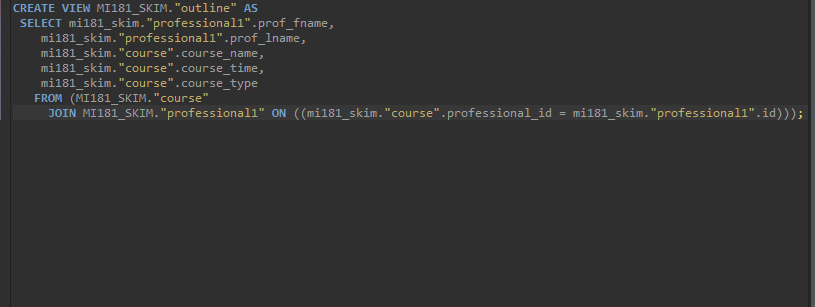 CREATE VIEW MI181_SKIM."outline" AS
SELECT mi181_skim."professional1".prof_fname,
mi181_skim."professional1".prof_lname,
mi181_skim."course".course_name,
mi181_skim."course".course_time,
mi181_skim."course".course_type
FROM (MI181_SKIM."course"
JOIN MI181_SKIM."professional1" ON ((mi181_skim."course".professional_id = mi181_skim."professional1".id)));